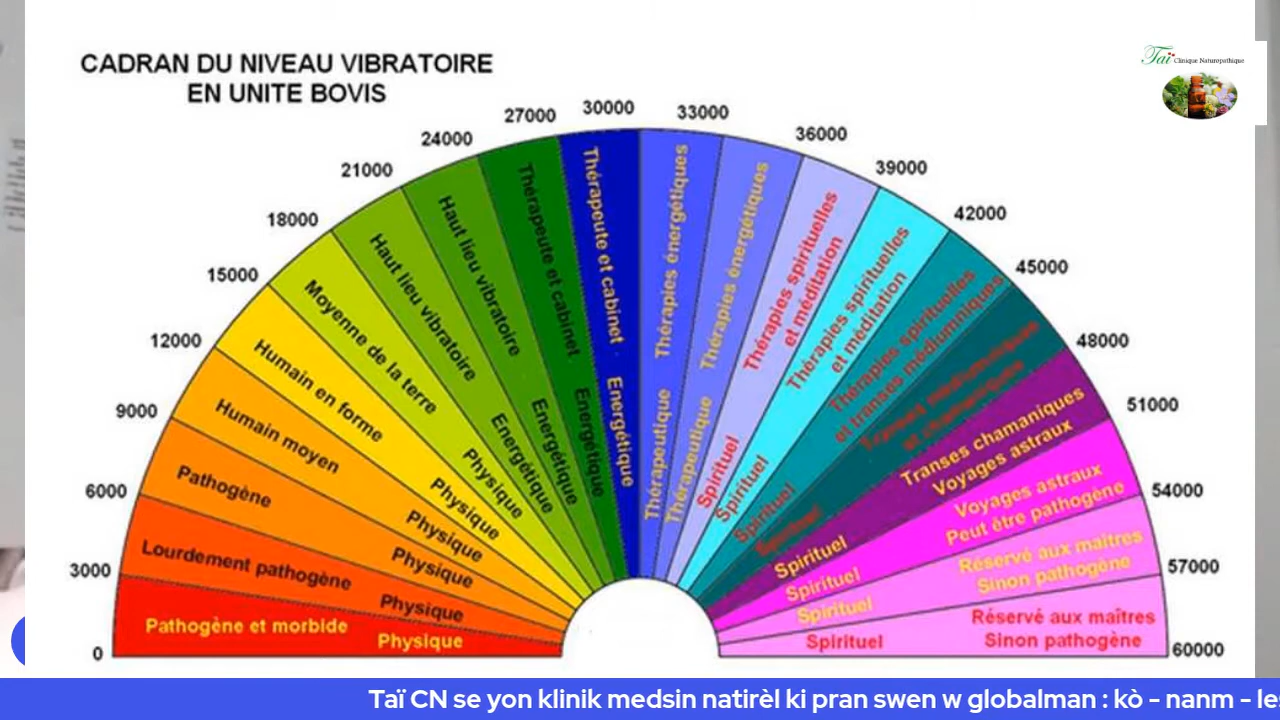 CADRAN DU NIVEAU VIBRATOIRE
EN UNITE BOVIS
Taï
Clinique Naturopathique
0
3000
6000
9000
12000
15000
18000
21000
24000
27000
30000
33000
36000
39000
42000
45000
48000
51000
54000
57000
60000
Pathogène et morbide
Physique
Lourdement pathogène
Physique
Pathogène
Physique
Humain moyen
Physique
Humain en forme
Physique
Moyenne de la terre
Physique
Haut lieu vibratoire
Energétique
Haut lieu vibratoire
Energétique
Thérapeute et cabinet
Energétique
Thérapeute et cabinet
Energétique
Thérapies énergétiques
Thérapeutique
Thérapies énergétiques
Thérapeutique
Thérapies spirituelles
et méditation
Spirituel
Thérapies spirituelles
et méditation
Spirituel
Thérapies spirituelles
et transes médiumniques
Spirituel
Transes chamaniques
Voyages astraux
Spirituel
Voyages astraux
Peut être pathogène
Spirituel
Réservé aux maîtres
Sinon pathogène
Spirituel
Réservé aux maîtres
Sinon pathogène
Spirituel
Taï CN se yon klinik medsin natirèl ki pran swen w globalman : kò - nanm - le